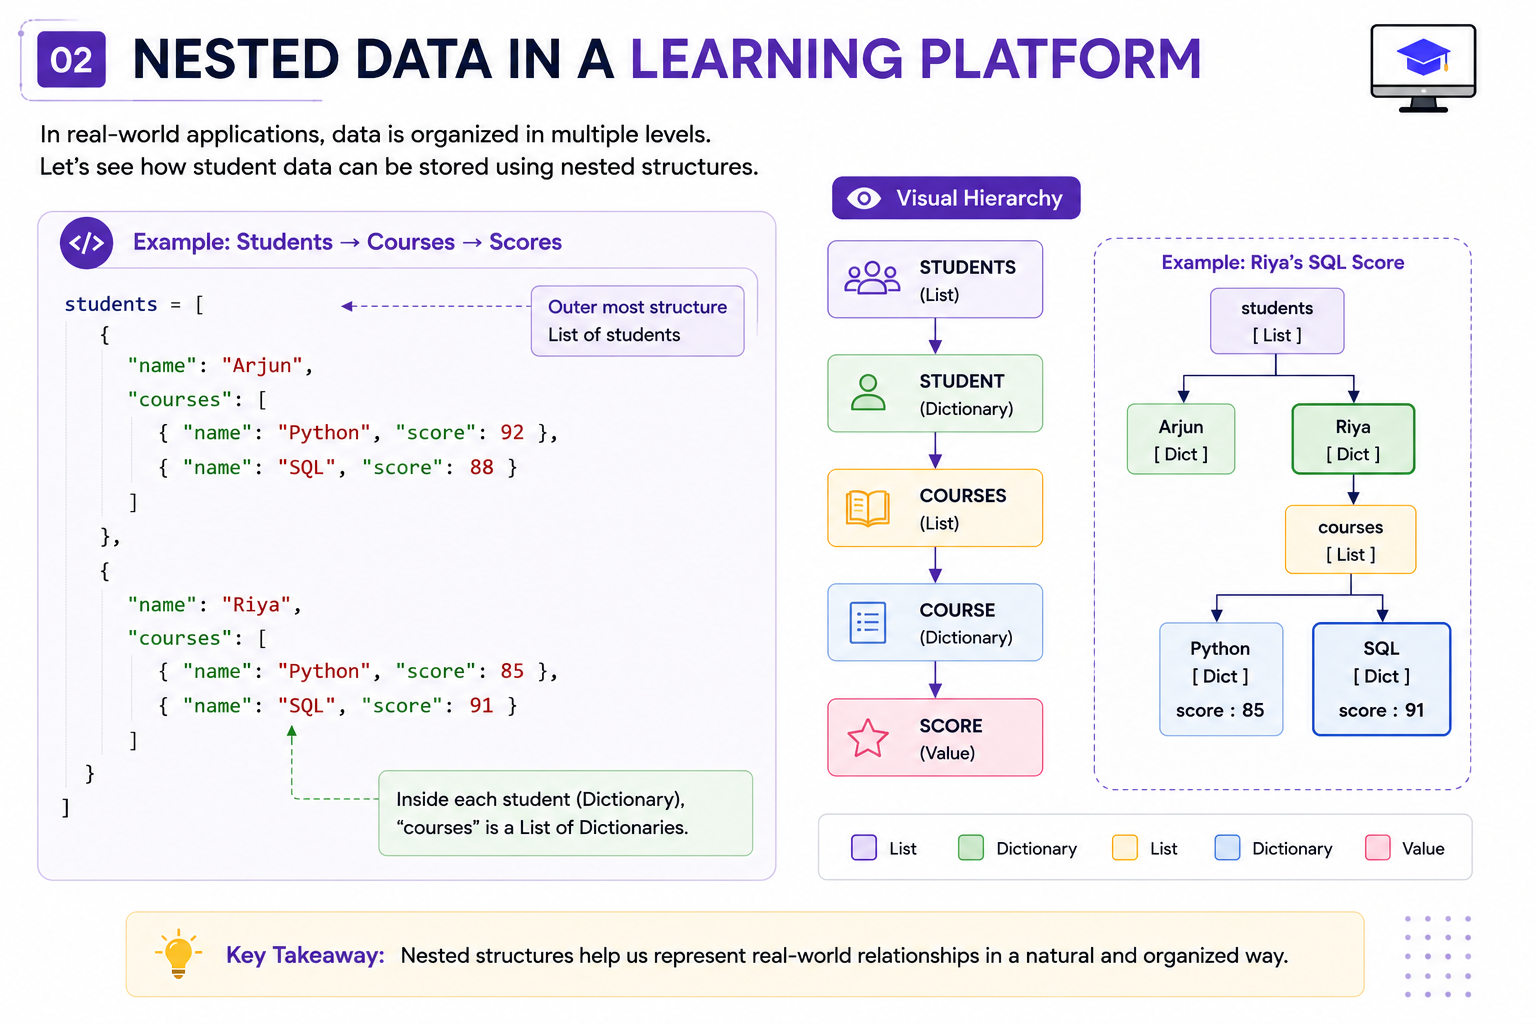 02
NESTED DATA IN A LEARNING PLATFORM
In real-world applications, data is organized in multiple levels.
Let's see how student data can be stored using nested structures.
</> Example: Students → Courses → Scores
students = [
{
"name": "Arjun",
"courses": [
{ "name": "Python", "score": 92 },
{ "name": "SQL", "score": 88 }
]
},
{
"name": "Riya",
"courses": [
{ "name": "Python", "score": 85 },
{ "name": "SQL", "score": 91 }
]
}
]
Outer most structure
List of students
Inside each student (Dictionary),
“courses” is a List of Dictionaries.
Visual Hierarchy
STUDENTS
(List)
STUDENT
(Dictionary)
COURSES
(List)
COURSE
(Dictionary)
SCORE
(Value)
Example: Riya's SQL Score
students
[ List ]
Arjun
[ Dict ]
Riya
[ Dict ]
courses
[ List ]
Python
[ Dict ]
score : 85
SQL
[ Dict ]
score : 91
List Dictionary List Dictionary Value
Key Takeaway: Nested structures help us represent real-world relationships in a natural and organized way.